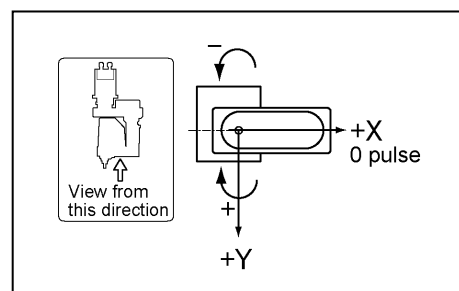 −
+X
0 pulse
View from
this direction
+
+Y